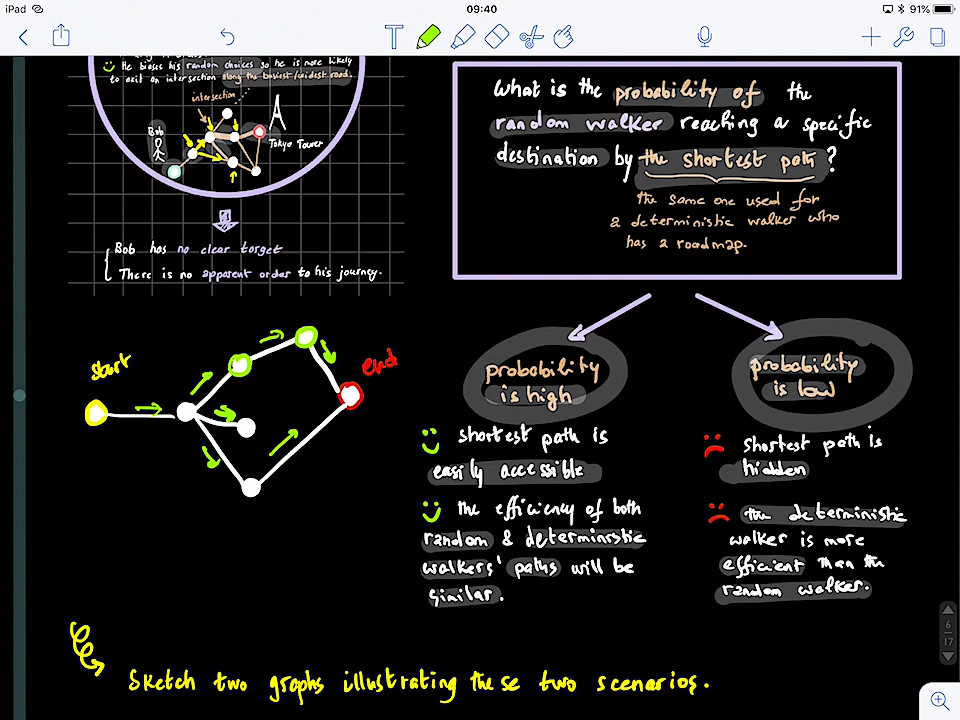 iPad
09:40
91%
He biases his random choices so he is more likely
to exit an intersection along the busiest/widest road.
intersection
Bob
Tokyo Tower
Bob has no clear target
There is no apparent order to his journey.
What is the probability of the
random walker reaching a specific
destination by the shortest path?
the same one used for
a deterministic walker who
has a roadmap.
start
end
probability
is high
shortest path is
easily accessible
the efficiency of both
random & deterministic
walkers' paths will be
similar.
probability
is low
shortest path is
hidden
the deterministic
walker is more
efficient than the
random walker.
Sketch two graphs illustrating these two scenarios.
6
17